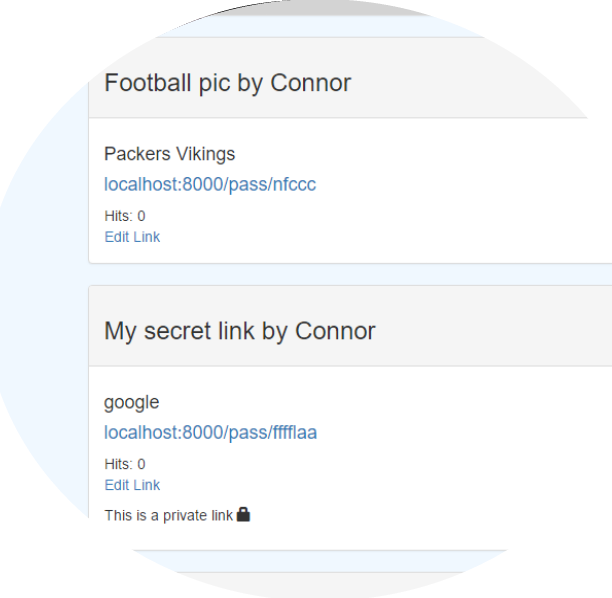 Football pic by Connor
Packers Vikings
localhost:8000/pass/nfccc
Hits: 0
Edit Link
My secret link by Connor
google
localhost:8000/pass/fffflaa
Hits: 0
Edit Link
This is a private link